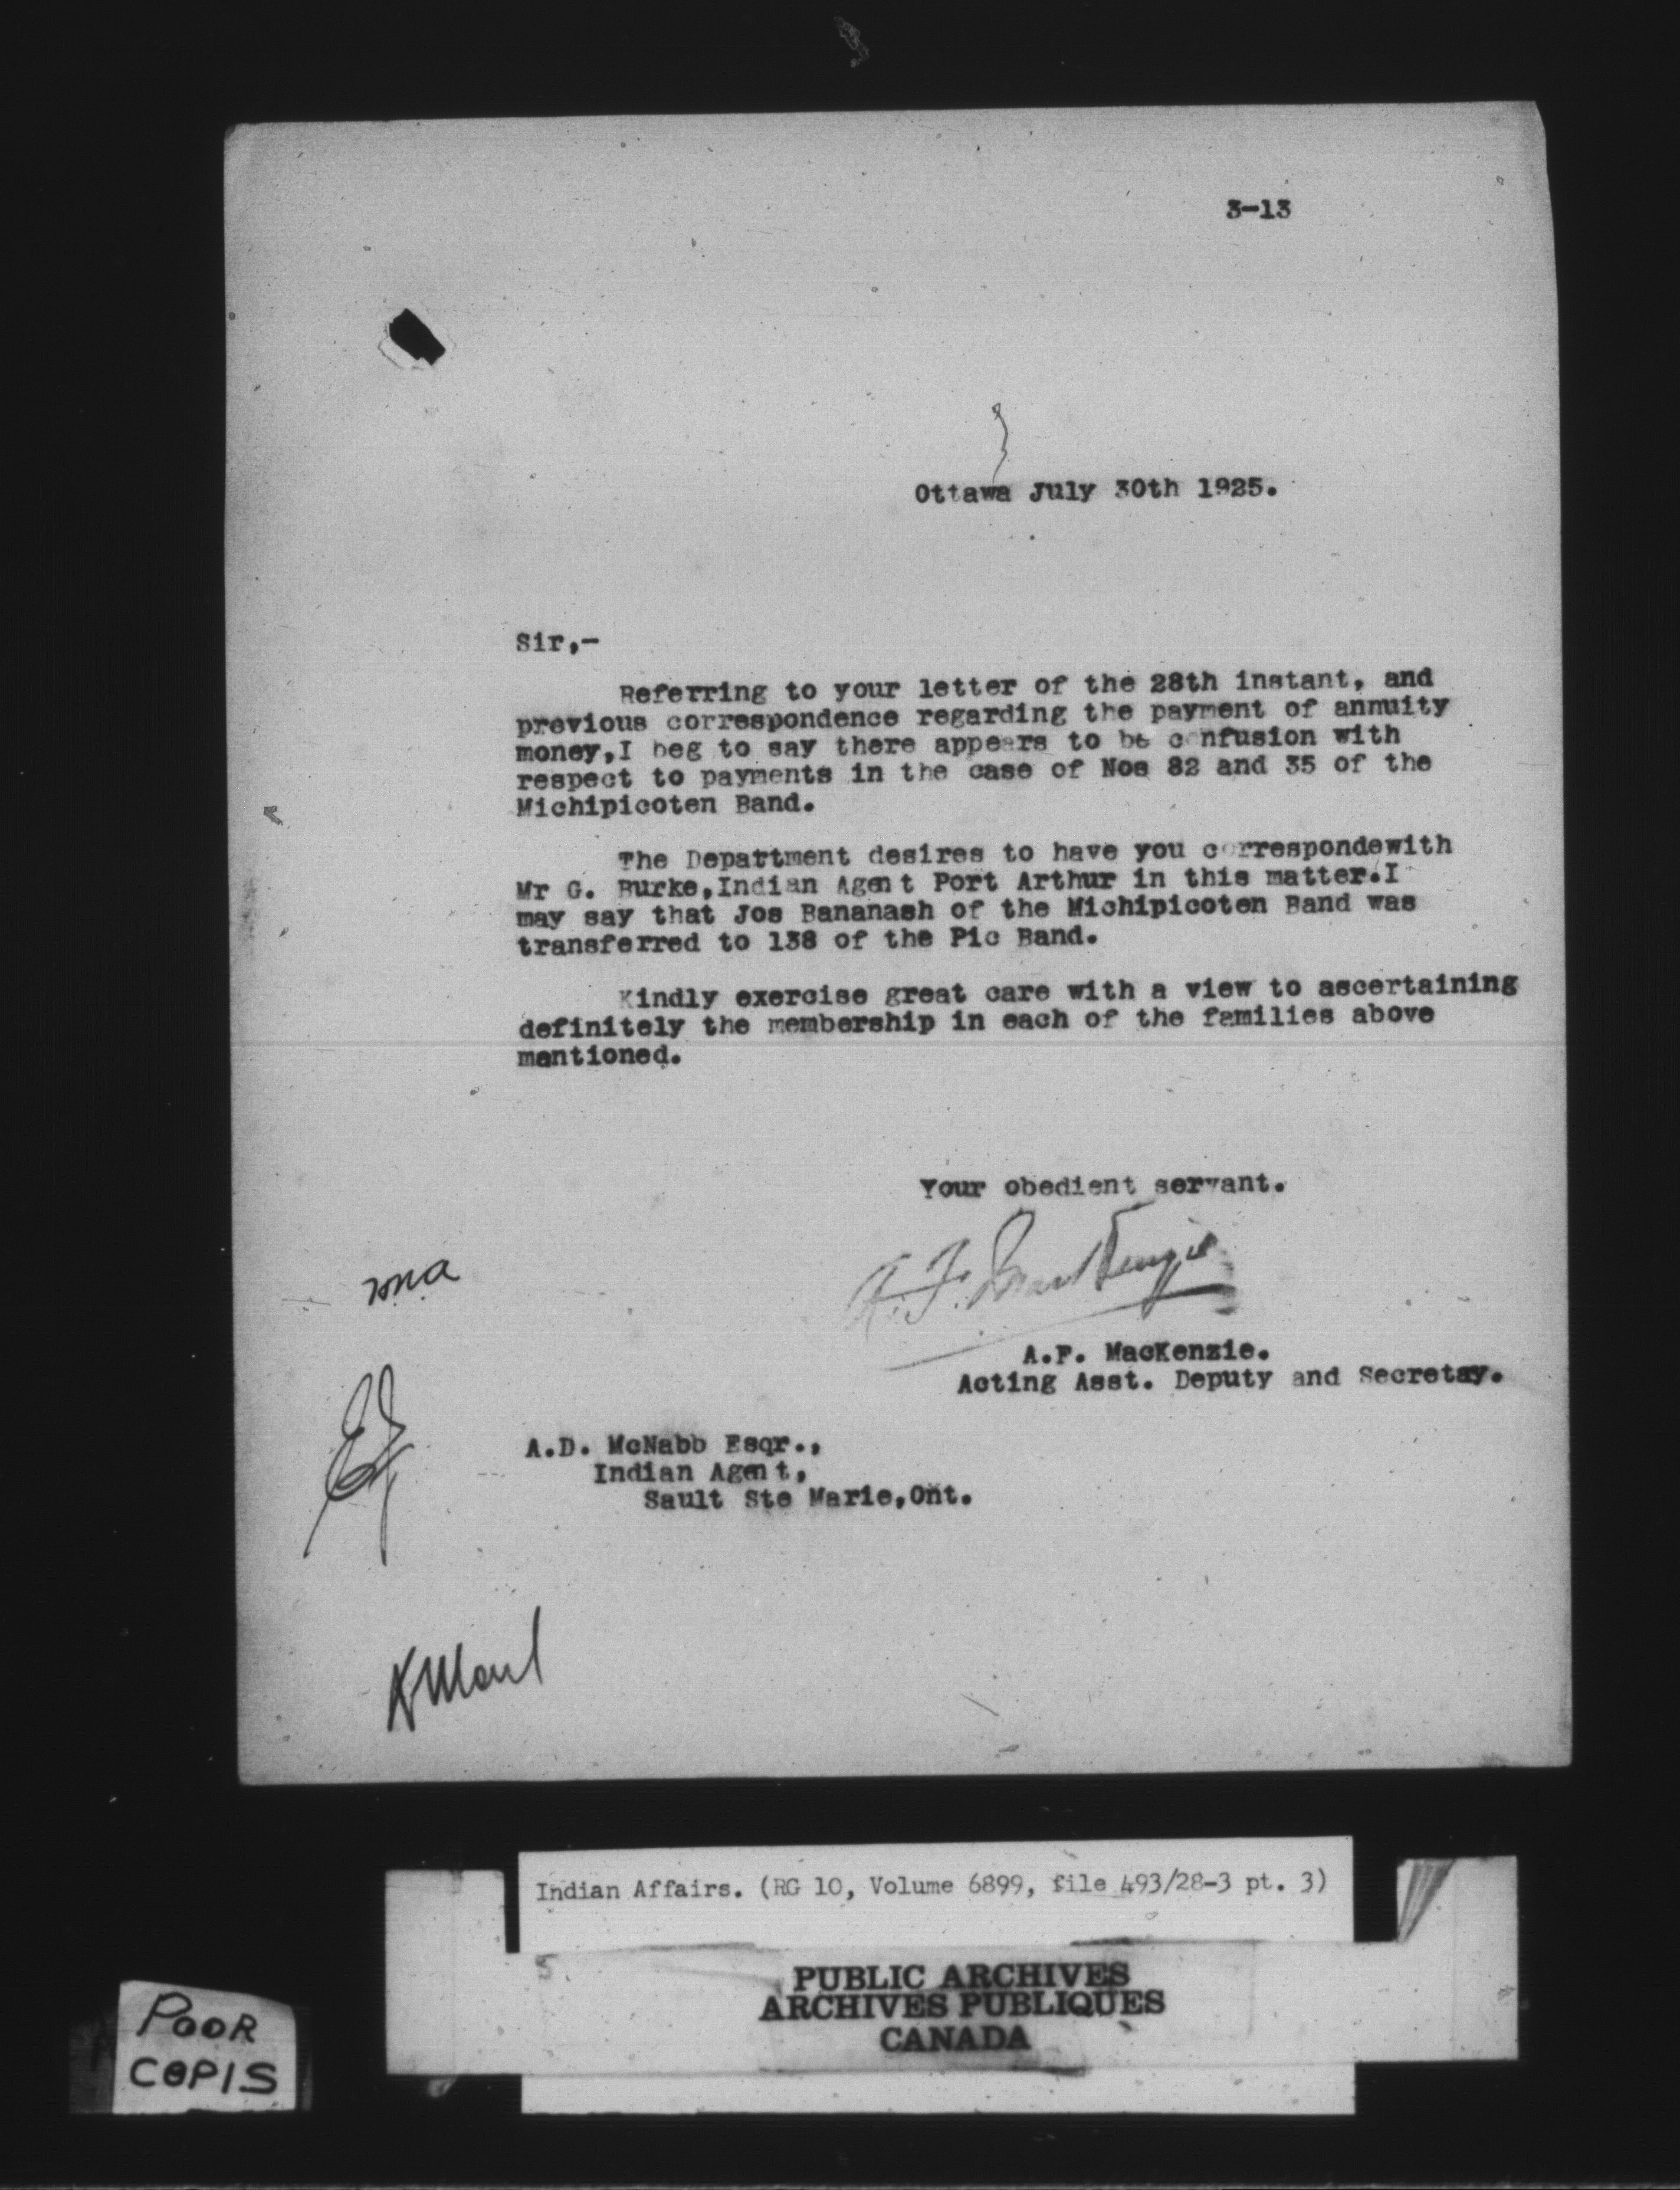 3-13
Ottawa July 30th 1925.
Sir,-
Referring to your letter of the 28th instant, and
previous correspondence regarding the payment of annuity
money,I beg to say there appears to be confusion with
respect to payments in the case of Nos 82 and 35 of the
Michipicoten Band.
The Depattment desires to have you correspondewith
Mr G. Burke,Indian Agent Port Arthur in this matter.I
may say that Jos Bananash of the Michipicoten Band was
transferred to 138 of the Pic Band.
Kindly exercise great care with a view to ascertaining
definitely the membership in each of the families above
mentioned.
Your obedient servant.
A.F. MacKenzie
A.F. MacKenzie.
Acting Asst. Deputy and Secretay.
A.D. McNabb Esqr.,
Indian Agent,
Sault Ste Marie,Ont.
Indian Affairs. (RG 10, Volume 6899, file 493/28-3 pt. 3)
PUBLIC ARCHIVES
ARCHIVES PUBLIQUES
CANADA
POOR
COPIS